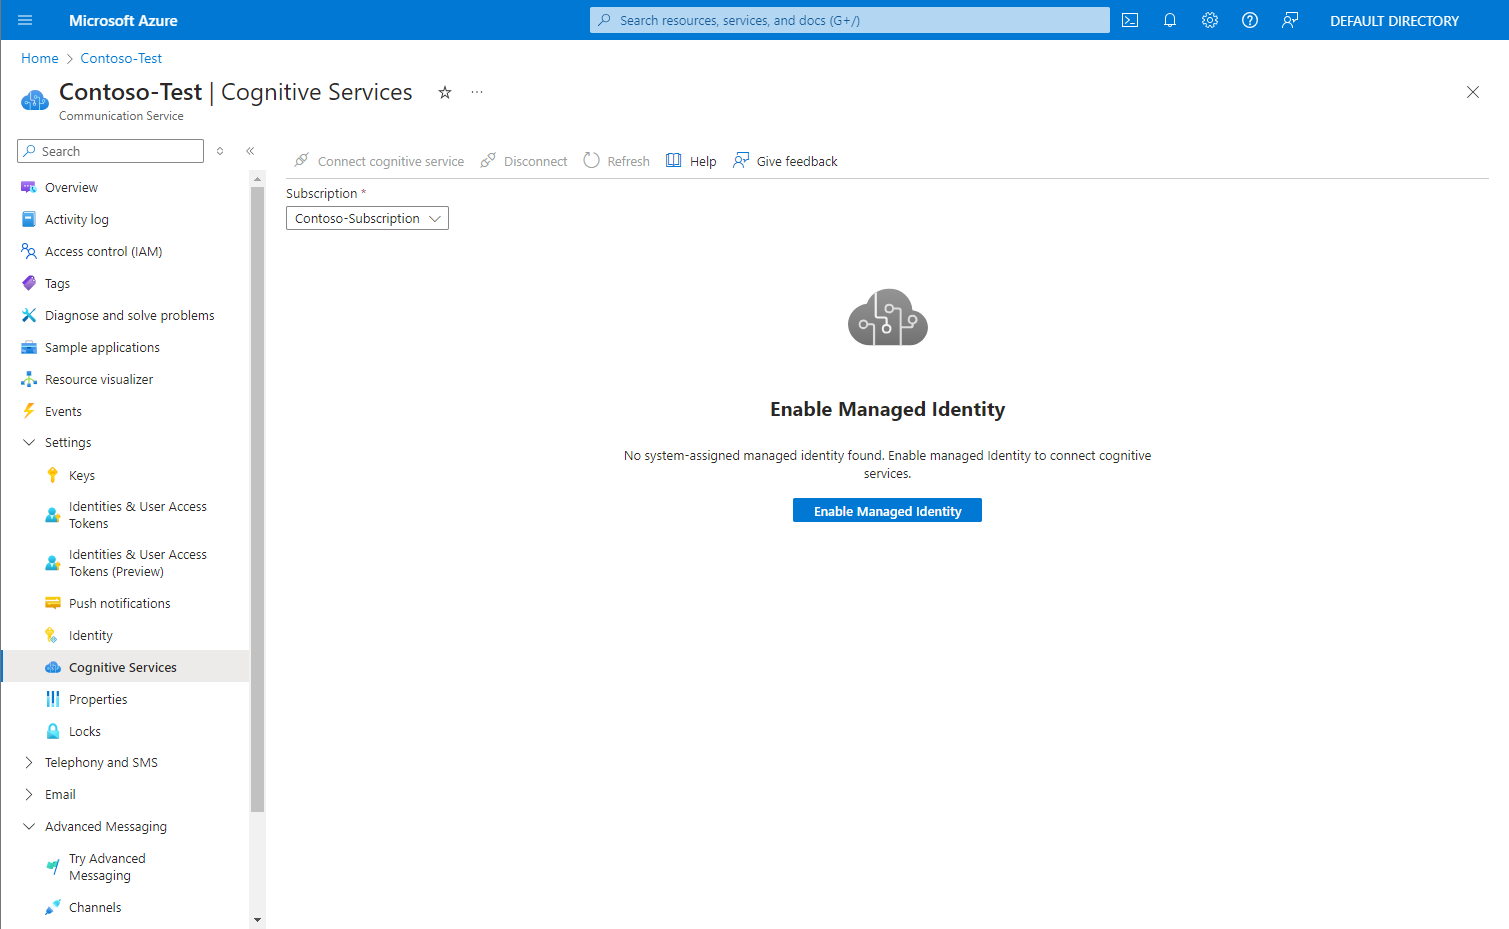 Microsoft Azure
Search resources, services, and docs (G+/)
DEFAULT DIRECTORY
Home > Contoso-Test
Contoso-Test | Cognitive Services
...
Communication Service
Search
Connect cognitive service
Disconnect
Refresh
Help
Give feedback
Subscription *
Contoso-Subscription
Overview
Activity log
Access control (IAM)
Tags
Diagnose and solve problems
Sample applications
Resource visualizer
Events
Settings
Keys
Identities & User Access
Tokens
Identities & User Access
Tokens (Preview)
Push notifications
Identity
Cognitive Services
Properties
Locks
Telephony and SMS
Email
Advanced Messaging
Try Advanced
Messaging
Channels
Enable Managed Identity
No system-assigned managed identity found. Enable managed Identity to connect cognitive
services.
Enable Managed Identity